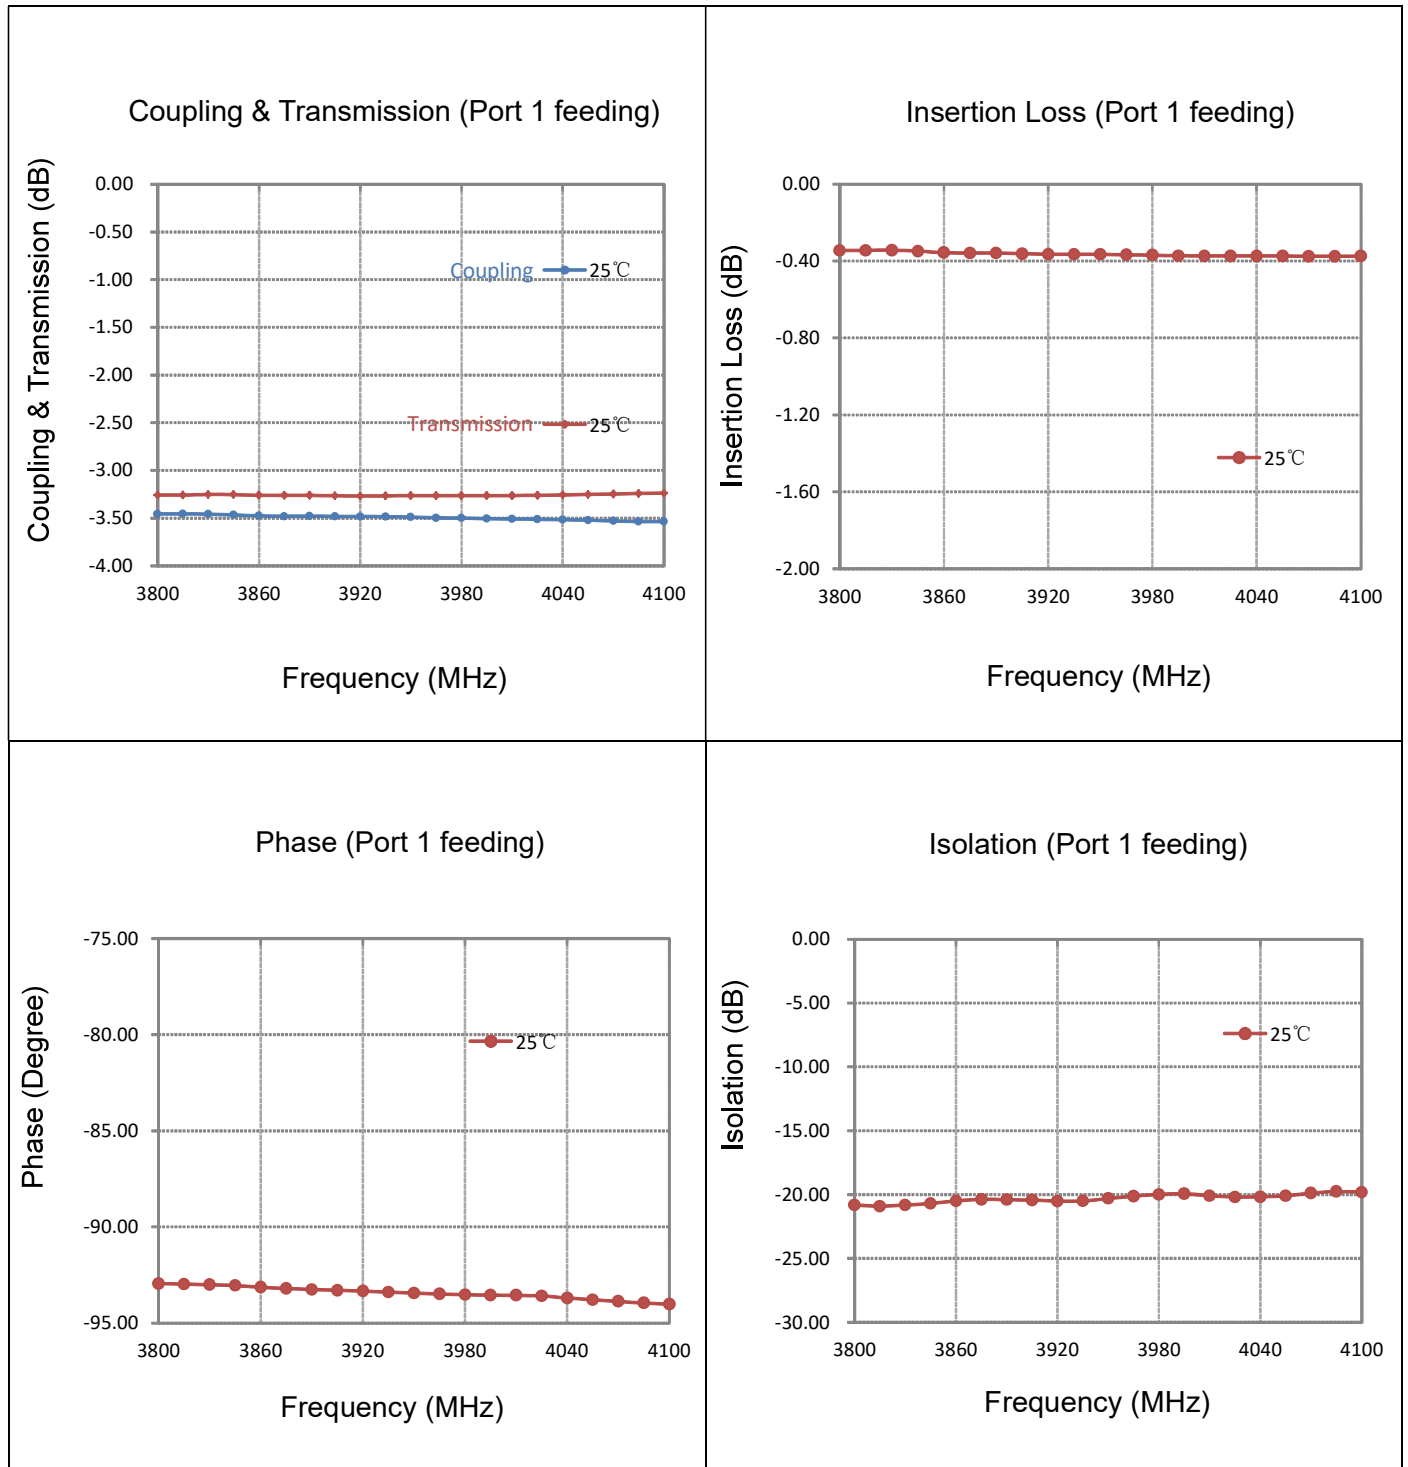 Coupling & Transmission (Port 1 feeding)
Coupling & Transmission (dB)
0.00
-0.50
-1.00
-1.50
-2.00
-2.50
-3.00
-3.50
-4.00
Coupling 25℃
Transmission 25℃
3800 3860 3920 3980 4040 4100
Frequency (MHz)
Insertion Loss (Port 1 feeding)
Insertion Loss (dB)
0.00
-0.40
-0.80
-1.20
-1.60
-2.00
25℃
3800 3860 3920 3980 4040 4100
Frequency (MHz)
Phase (Port 1 feeding)
Phase (Degree)
-75.00
-80.00
-85.00
-90.00
-95.00
25℃
3800 3860 3920 3980 4040 4100
Frequency (MHz)
Isolation (Port 1 feeding)
Isolation (dB)
0.00
-5.00
-10.00
-15.00
-20.00
-25.00
-30.00
25℃
3800 3860 3920 3980 4040 4100
Frequency (MHz)